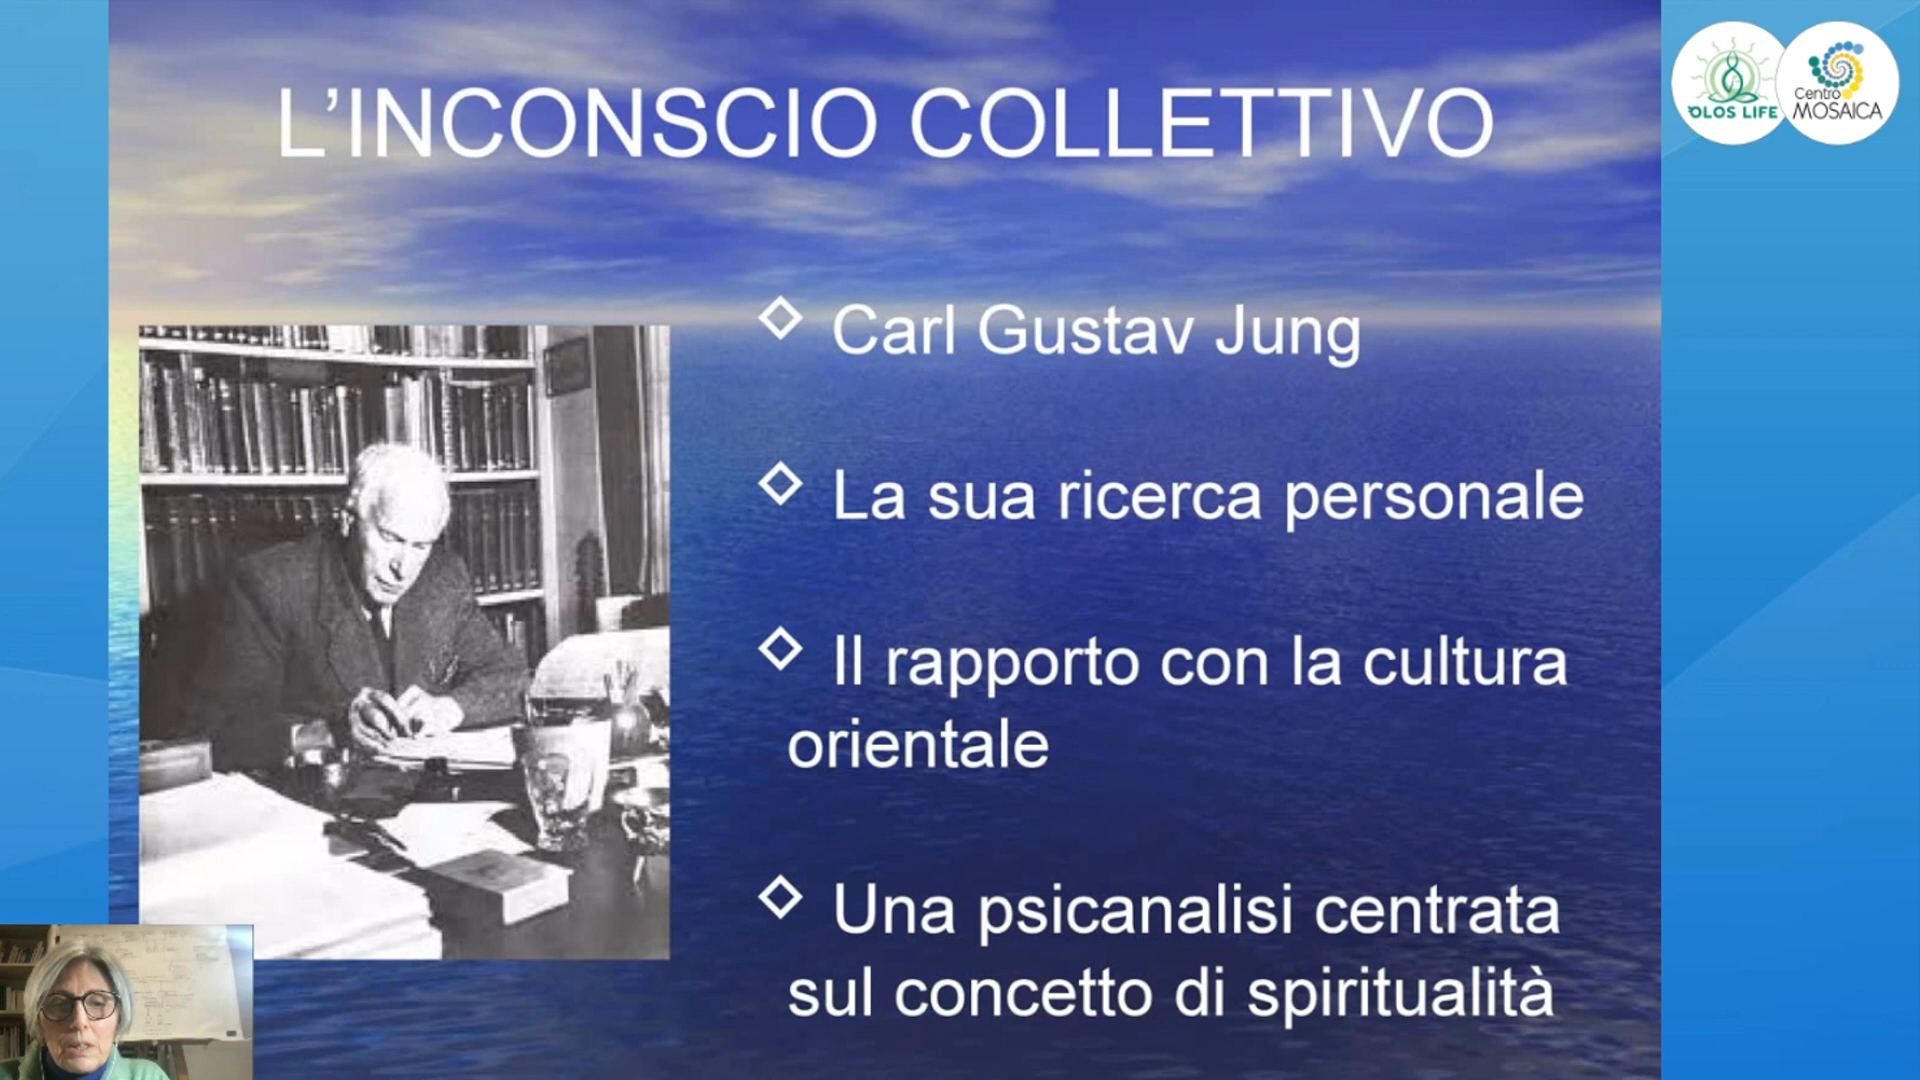 L'INCONSCIO COLLETTIVO
Carl Gustav Jung
La sua ricerca personale
Il rapporto con la cultura
orientale
Una psicanalisi centrata
sul concetto di spiritualità
OLOS LIFE
Centro
MOSAICA